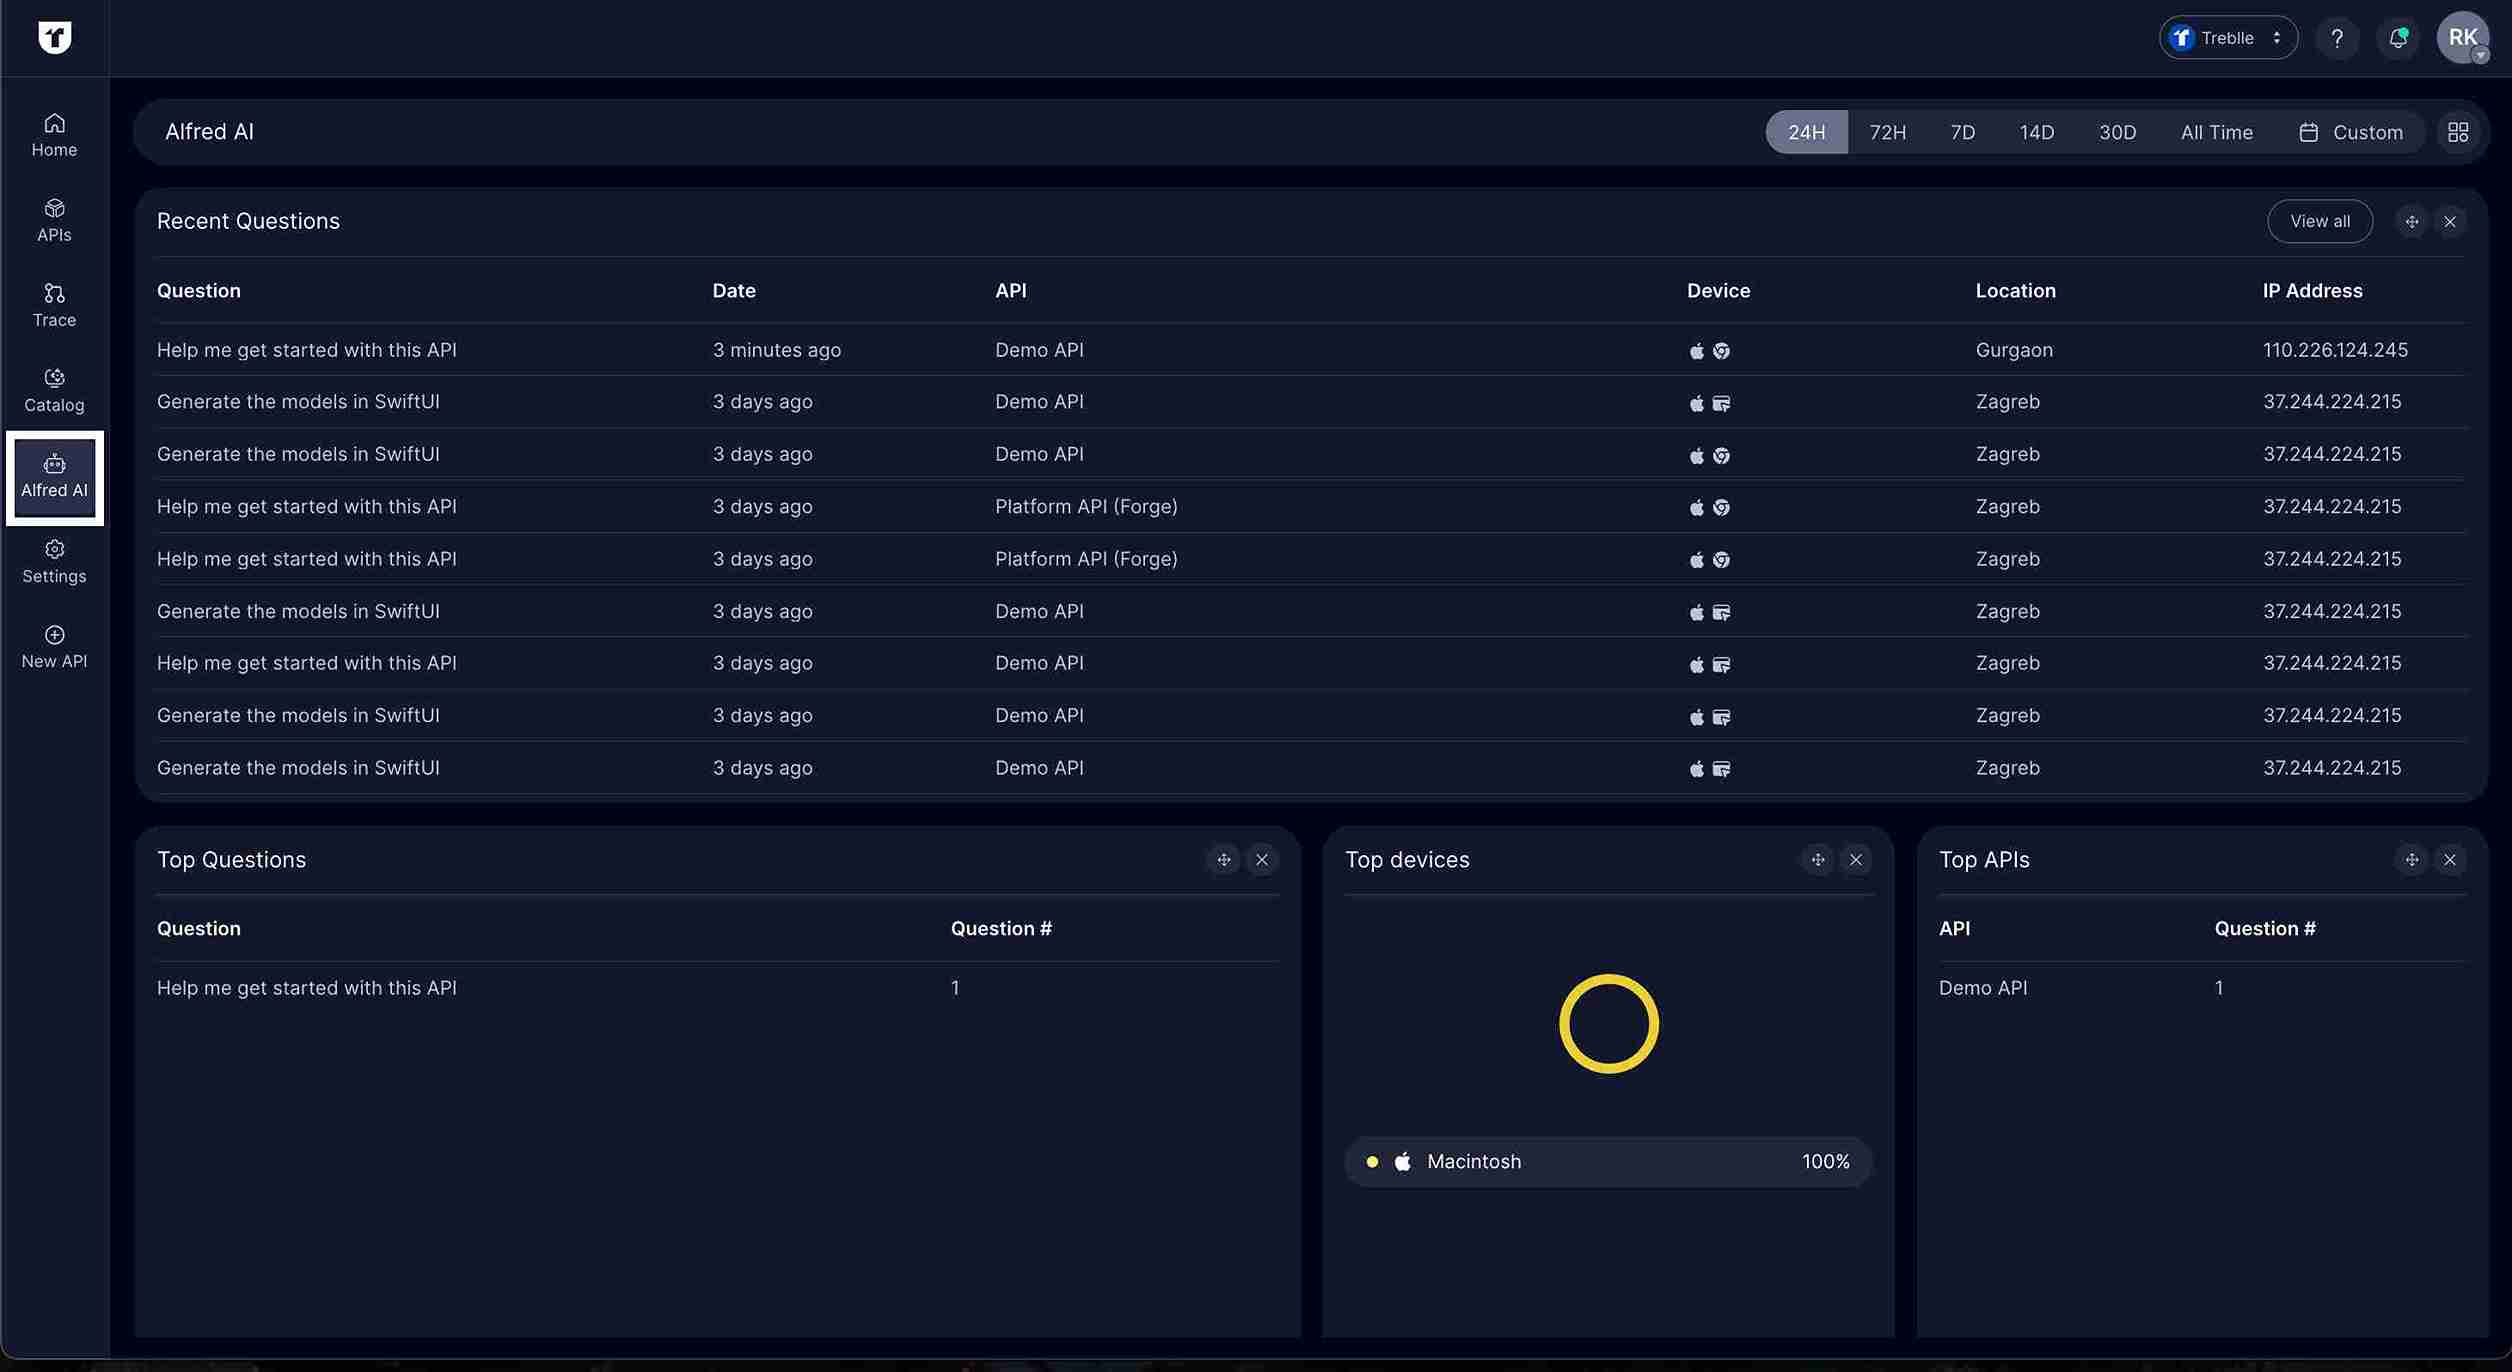 Treblle
?
RK
Home
APIs
Trace
Catalog
Alfred AI
Settings
New API
Alfred AI
24H 72H 7D 14D 30D All Time Custom
Recent Questions
View all
Question Date API Device Location IP Address
Help me get started with this API 3 minutes ago Demo API Gurgaon 110.226.124.245
Generate the models in SwiftUI 3 days ago Demo API Zagreb 37.244.224.215
Generate the models in SwiftUI 3 days ago Demo API Zagreb 37.244.224.215
Help me get started with this API 3 days ago Platform API (Forge) Zagreb 37.244.224.215
Help me get started with this API 3 days ago Platform API (Forge) Zagreb 37.244.224.215
Generate the models in SwiftUI 3 days ago Demo API Zagreb 37.244.224.215
Help me get started with this API 3 days ago Demo API Zagreb 37.244.224.215
Generate the models in SwiftUI 3 days ago Demo API Zagreb 37.244.224.215
Generate the models in SwiftUI 3 days ago Demo API Zagreb 37.244.224.215
Top Questions
Question Question #
Help me get started with this API 1
Top devices
Macintosh 100%
Top APIs
API Question #
Demo API 1